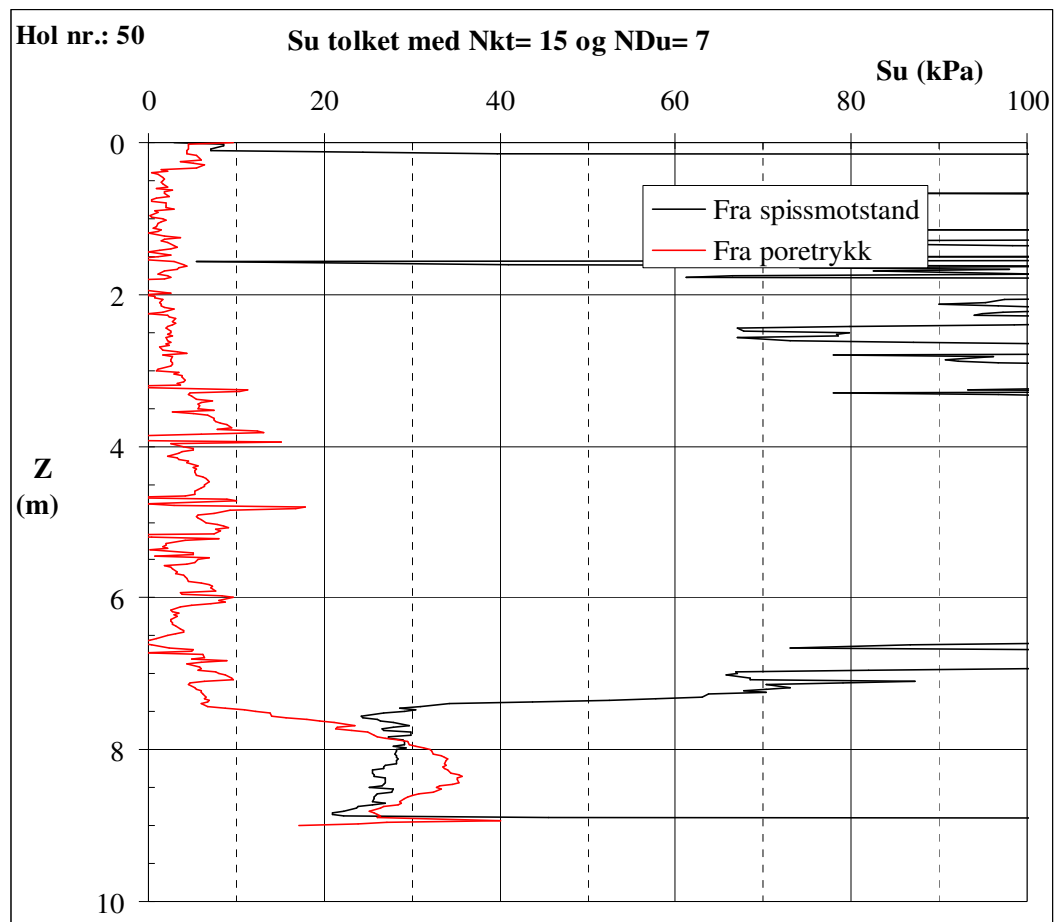 Hol nr.: 50
Su tolket med Nkt= 15 og NDu= 7
Su (kPa)
0 20 40 60 80 100
0
Fra spissmotstand
Fra poretrykk
2
4
Z
(m)
6
8
10